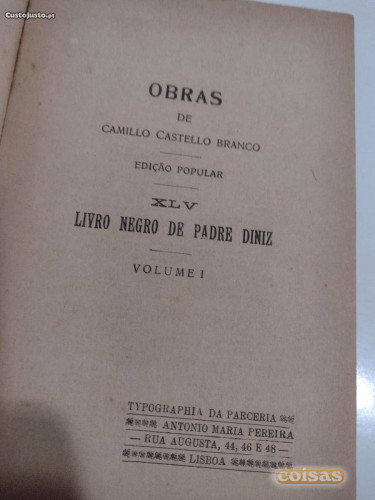 CustoJusto.pt
OBRAS
DE
CAMILLO CASTELLO BRANCO
EDIÇÃO POPULAR
XLV
LIVRO NEGRO DE PADRE DINIZ
VOLUME I
TYPOGRAPHIA DA PARCERIA
ANTONIO MARIA PEREIRA
— RUA AUGUSTA, 44, 46 E 48 —
LISBOA
coisas